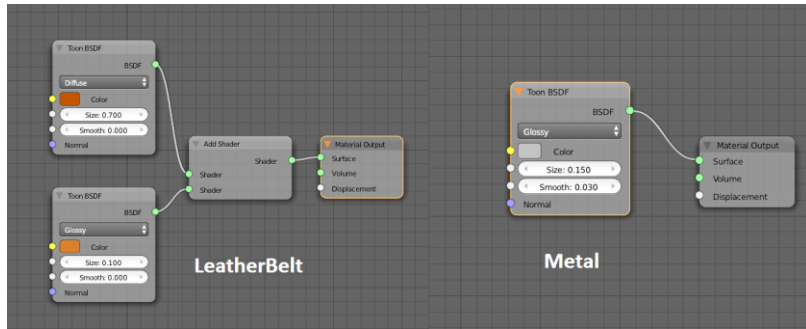 Toon BSDF
BSDF
Diffuse
Color
Size: 0.700
Smooth: 0.000
Normal
Toon BSDF
BSDF
Glossy
Color
Size: 0.100
Smooth: 0.000
Normal
Add Shader
Shader
Shader
Shader
Material Output
Surface
Volume
Displacement
LeatherBelt
Toon BSDF
BSDF
Glossy
Color
Size: 0.150
Smooth: 0.030
Normal
Material Output
Surface
Volume
Displacement
Metal